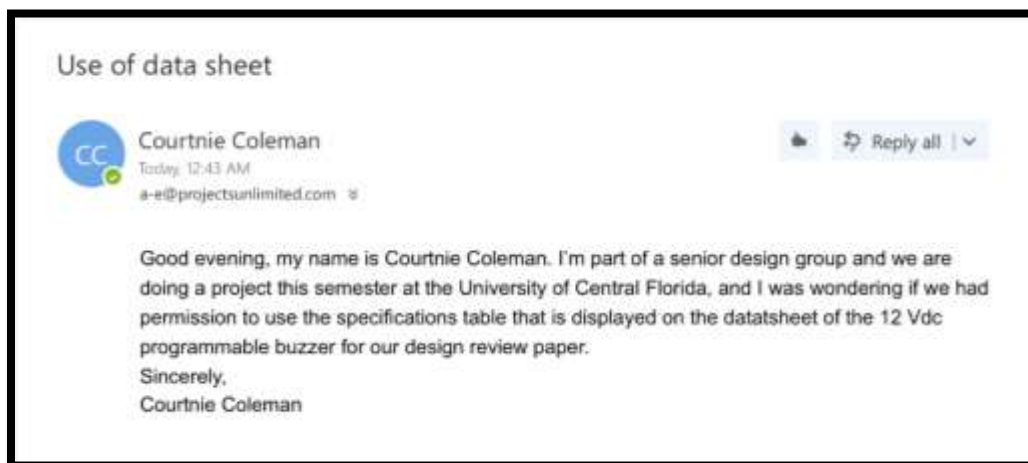 Use of data sheet
CC
Courtnie Coleman
Reply all
Today, 12:43 AM
a-e@projectsunlimited.com
Good evening, my name is Courtnie Coleman. I'm part of a senior design group and we are
doing a project this semester at the University of Central Florida, and I was wondering if we had
permission to use the specifications table that is displayed on the datatsheet of the 12 Vdc
programmable buzzer for our design review paper.
Sincerely,
Courtnie Coleman